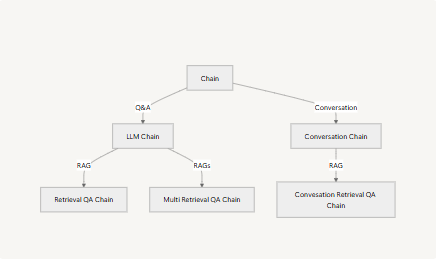 Chain
Q&A
Conversation
LLM Chain
Conversation Chain
RAG
RAGs
RAG
Retrieval QA Chain
Multi Retrieval QA Chain
Convesation Retrieval QA
Chain